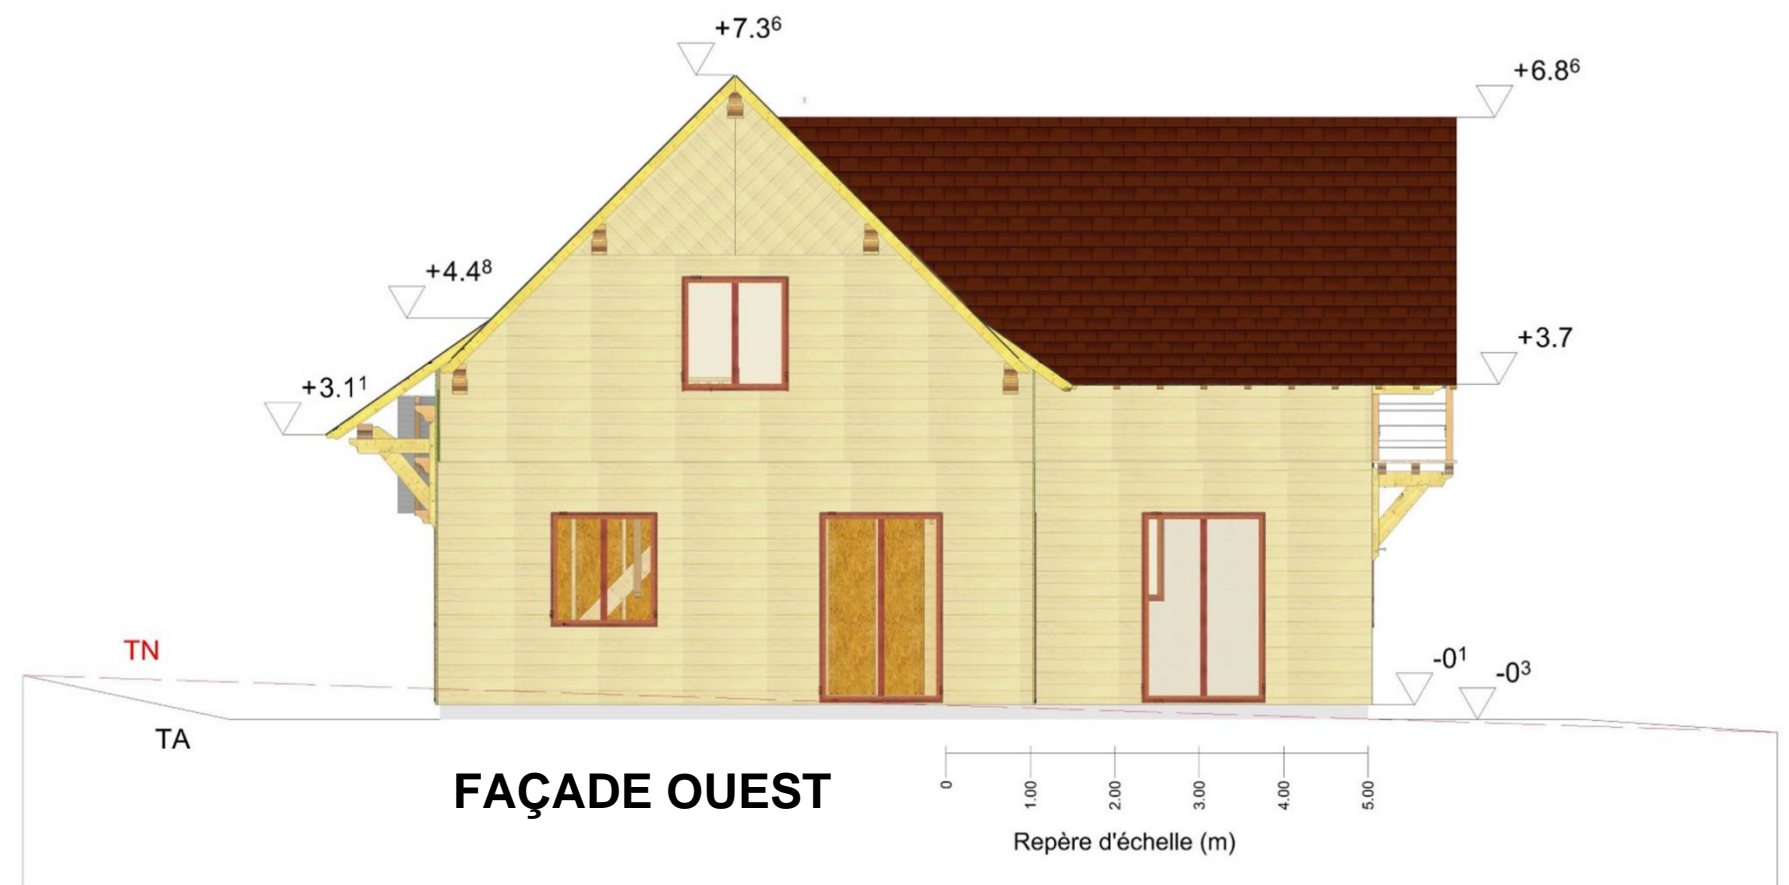 +7.3⁶
+6.8⁶
+4.4⁸
+3.7
+3.1¹
TN
-0¹
-0³
TA
FAÇADE OUEST
0 1.00 2.00 3.00 4.00 5.00
Repère d'échelle (m)